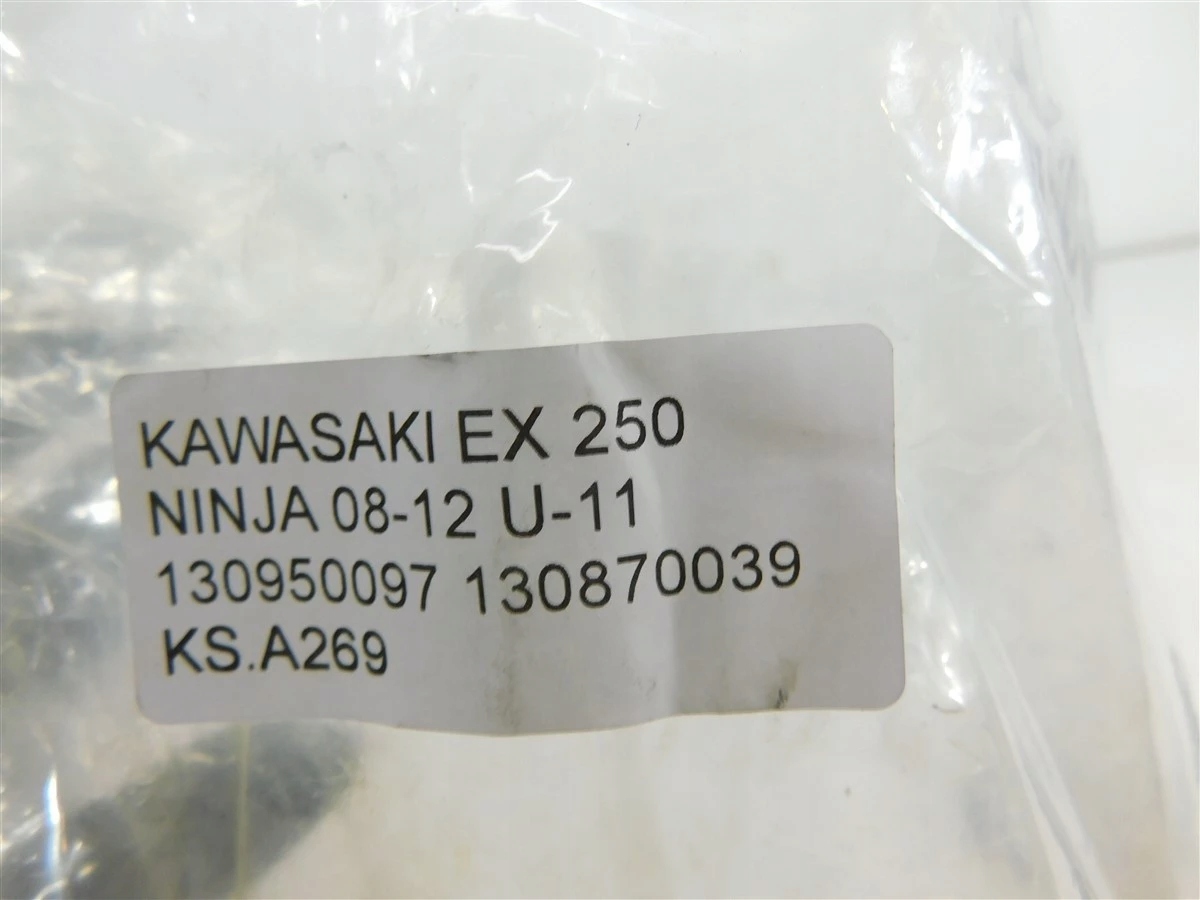 KAWASAKI EX 250
NINJA 08-12 U-11
130950097 130870039
KS.A269